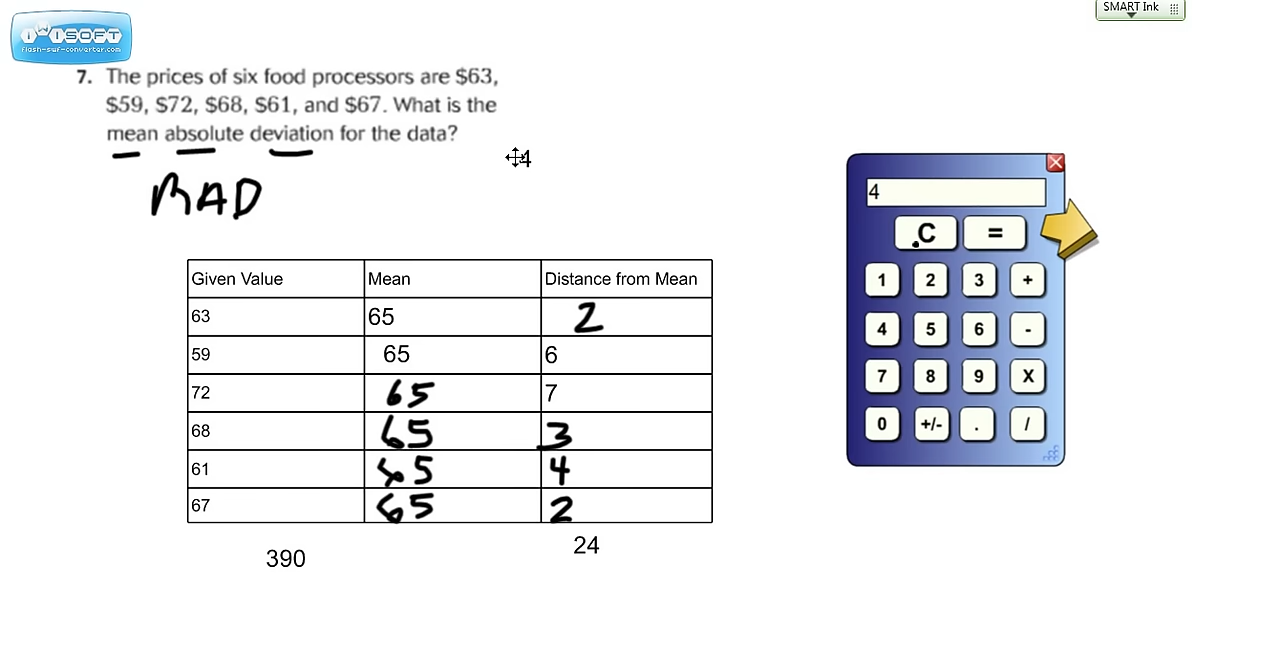 SMART Ink
iWiSOFT
flash-swf-converter.com
7. The prices of six food processors are $63,
$59, $72, $68, $61, and $67. What is the
mean absolute deviation for the data?
4
MAD
4
C =
1 2 3 +
4 5 6 -
7 8 9 X
0 +/- . /
Given Value Mean Distance from Mean
63 65 2
59 65 6
72 65 7
68 65 3
61 65 4
67 65 2
390 24